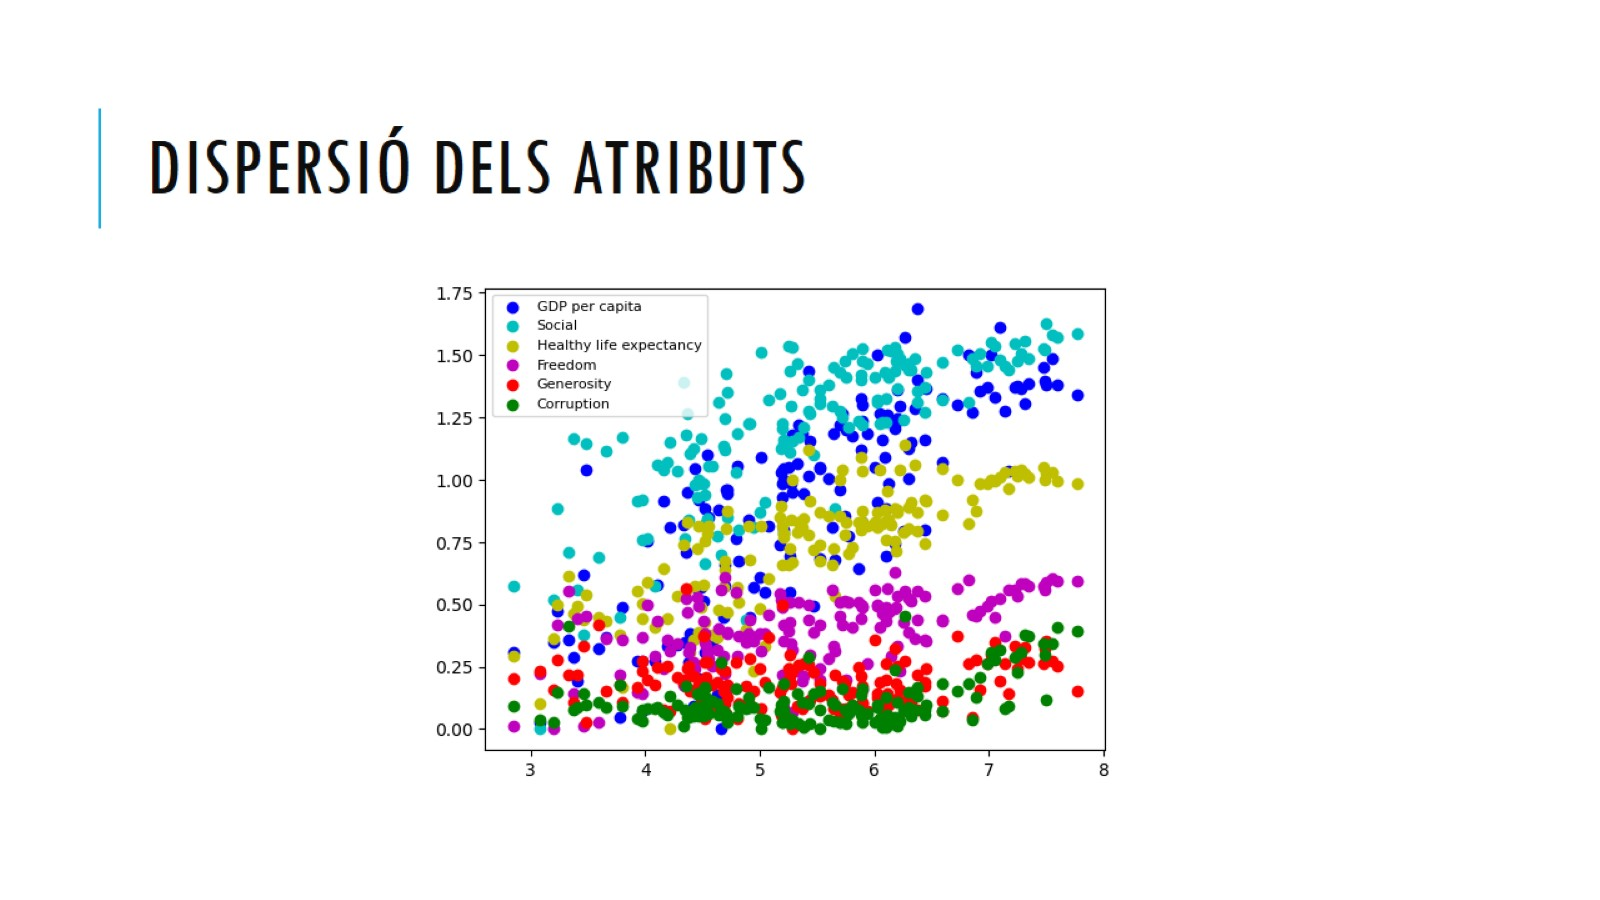 DISPERSIÓ DELS ATRIBUTS
1.75
1.50
1.25
1.00
0.75
0.50
0.25
0.00
GDP per capita
Social
Healthy life expectancy
Freedom
Generosity
Corruption
3 4 5 6 7 8